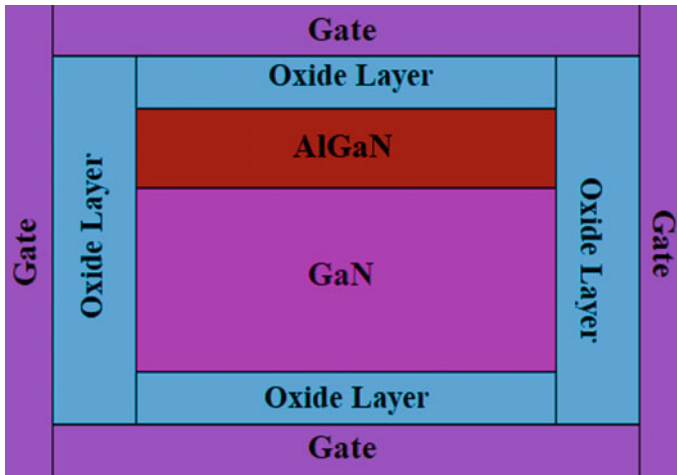 Gate
Oxide Layer
AlGaN
Gate
Oxide Layer
GaN
Oxide Layer
Gate
Oxide Layer
Gate